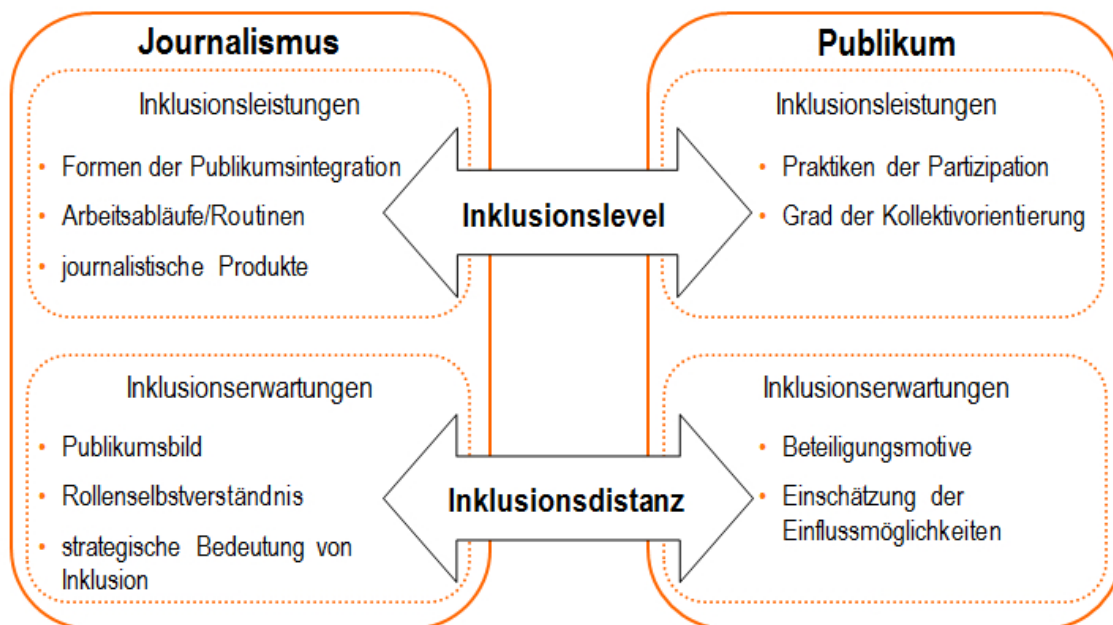 Journalismus
Inklusionsleistungen
• Formen der Publikumsintegration
• Arbeitsabläufe/Routinen
• journalistische Produkte
Inklusionserwartungen
• Publikumsbild
• Rollenselbstverständnis
• strategische Bedeutung von
Inklusion
Inklusionslevel
Inklusionsdistanz
Publikum
Inklusionsleistungen
• Praktiken der Partizipation
• Grad der Kollektivorientierung
Inklusionserwartungen
• Beteiligungsmotive
• Einschätzung der
Einflussmöglichkeiten